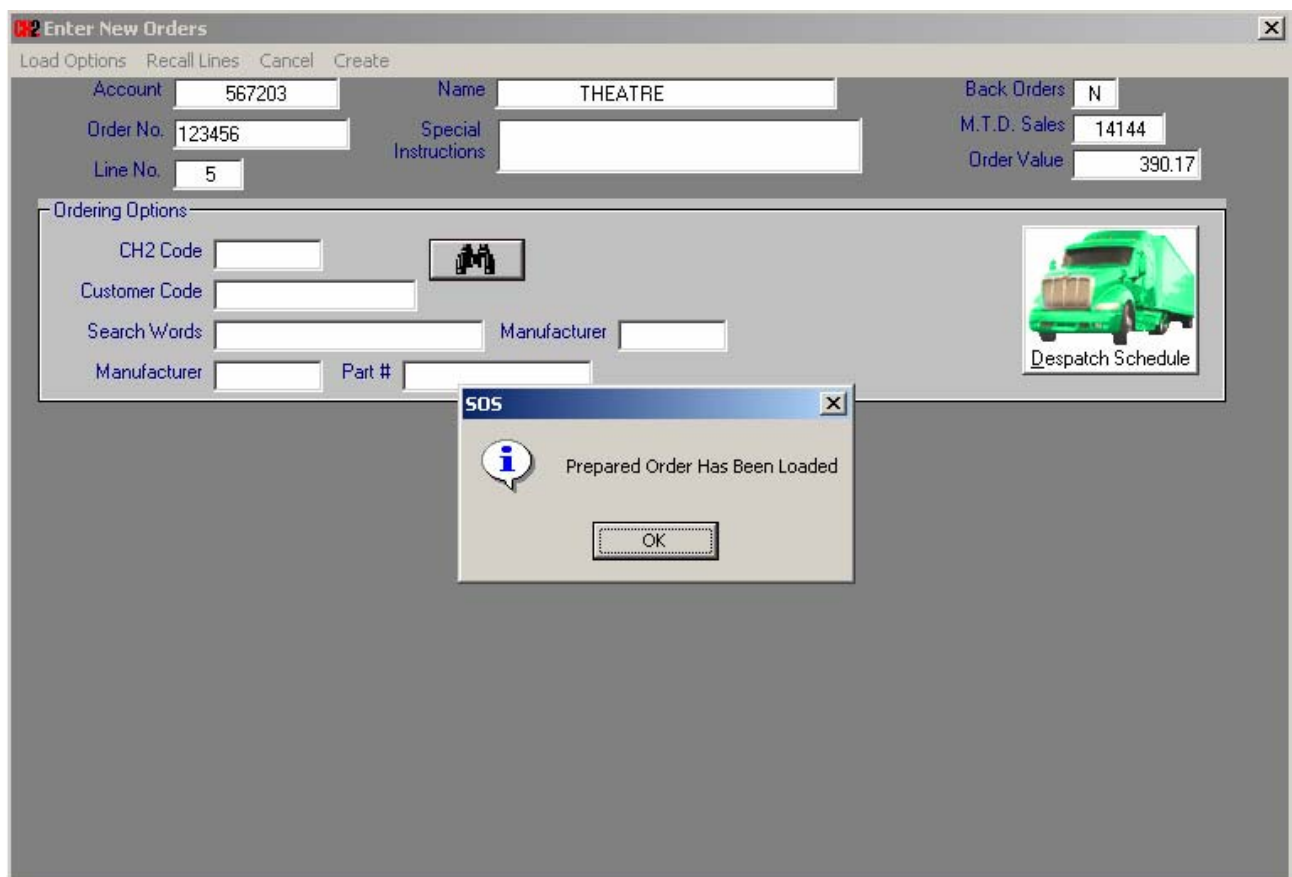 CH2 Enter New Orders
Load Options Recall Lines Cancel Create
Account 567203 Name THEATRE Back Orders N
Order No. 123456 Special Instructions M.T.D. Sales 14144
Line No. 5 Order Value 390.17
Ordering Options
CH2 Code
Customer Code
Search Words Manufacturer
Manufacturer Part #
Despatch Schedule
SOS
Prepared Order Has Been Loaded
OK